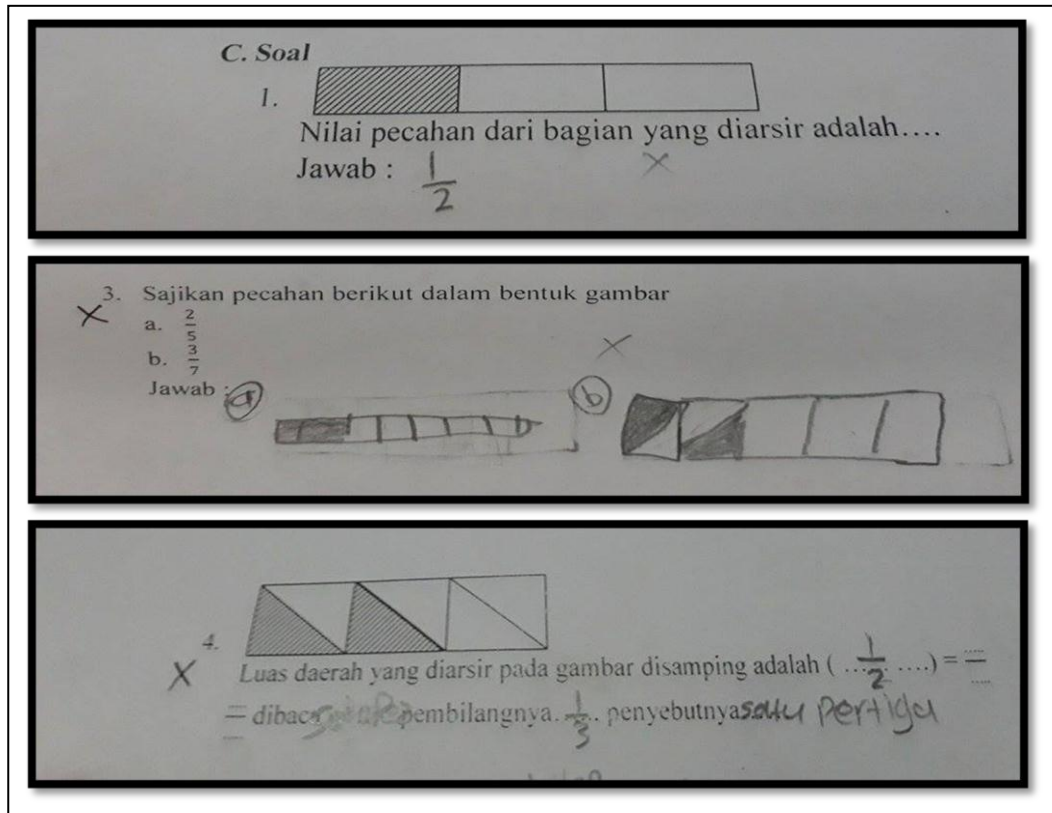 C. Soal
1.
Nilai pecahan dari bagian yang diarsir adalah....
Jawab : 1/2
3. Sajikan pecahan berikut dalam bentuk gambar
a. 2/5
b. 3/7
Jawab :
a b
4.
Luas daerah yang diarsir pada gambar disamping adalah ( ...1/2... ) = ...
dibaca pembilangnya. 1/3. penyebutnya satu pertiga